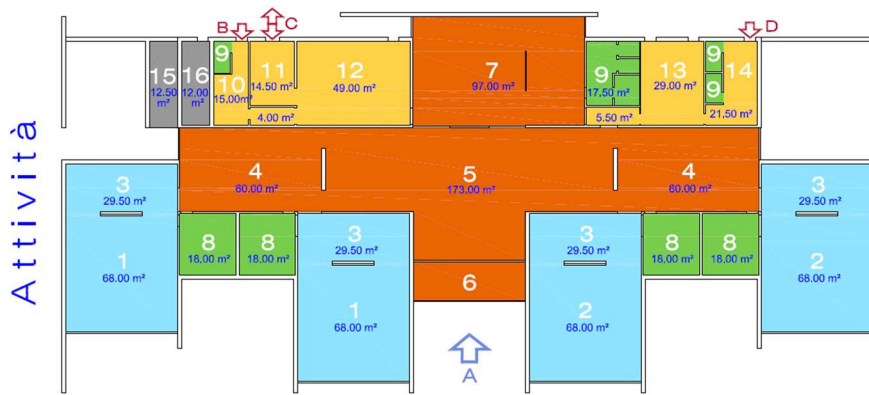 Attività
B
C
D
15
12.50
m²
16
12.00
m²
9
10
15,00m²
11
14.50 m²
4.00 m²
12
49.00 m²
7
97.00 m²
9
17,50 m²
5.50 m²
13
29.00 m²
9
9
14
21,50 m²
3
29.50 m²
1
68.00 m²
4
60.00 m²
5
173.00 m²
4
60.00 m²
3
29.50 m²
2
68.00 m²
8
18,00 m²
8
18,00 m²
3
29.50 m²
1
68.00 m²
6
3
29.50 m²
2
68.00 m²
8
18,00 m²
8
18,00 m²
A